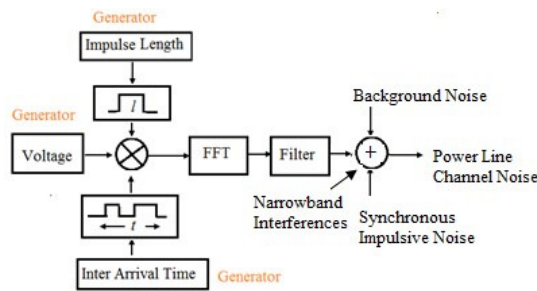 Generator
Impulse Length
l
Generator
Voltage
FFT
Filter
+
Background Noise
Power Line
Channel Noise
Narrowband
Interferences
Synchronous
Impulsive Noise
t
Inter Arrival Time
Generator